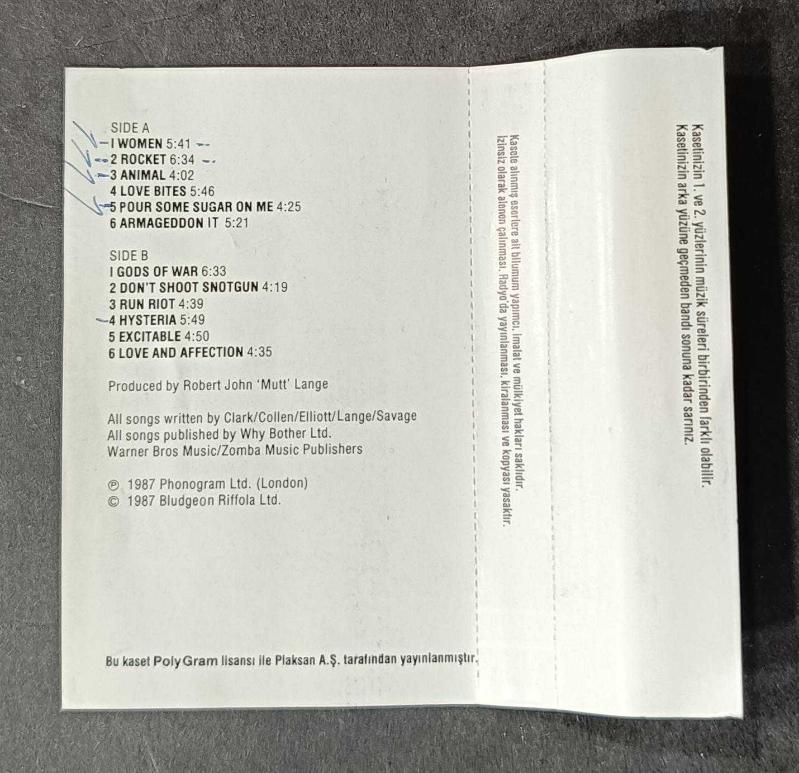 SIDE A
1 WOMEN 5:41
2 ROCKET 6:34
3 ANIMAL 4:02
4 LOVE BITES 5:46
5 POUR SOME SUGAR ON ME 4:25
6 ARMAGEDDON IT 5:21
SIDE B
1 GODS OF WAR 6:33
2 DON'T SHOOT SNOTGUN 4:19
3 RUN RIOT 4:39
4 HYSTERIA 5:49
5 EXCITABLE 4:50
6 LOVE AND AFFECTION 4:35
Produced by Robert John ‘Mutt’ Lange
All songs written by Clark/Collen/Elliott/Lange/Savage
All songs published by Why Bother Ltd.
Warner Bros Music/Zomba Music Publishers
℗ 1987 Phonogram Ltd. (London)
© 1987 Bludgeon Riffola Ltd.
Bu kaset PolyGram lisansı ile Plaksan A.Ş. tarafından yayınlanmıştır.
Kasete alınmış eserlere ait bilumum yapımcı, imalat ve mülkiyet hakları saklıdır.
İzinsiz olarak alenen çalınması, Radyo'da yayınlanması, kiralanması ve kopyası yasaktır.
Kasetinizin 1. ve 2. yüzlerinin müzik süreleri birbirinden farklı olabilir.
Kasetinizin arka yüzüne geçmeden bandı sonuna kadar sarınız.